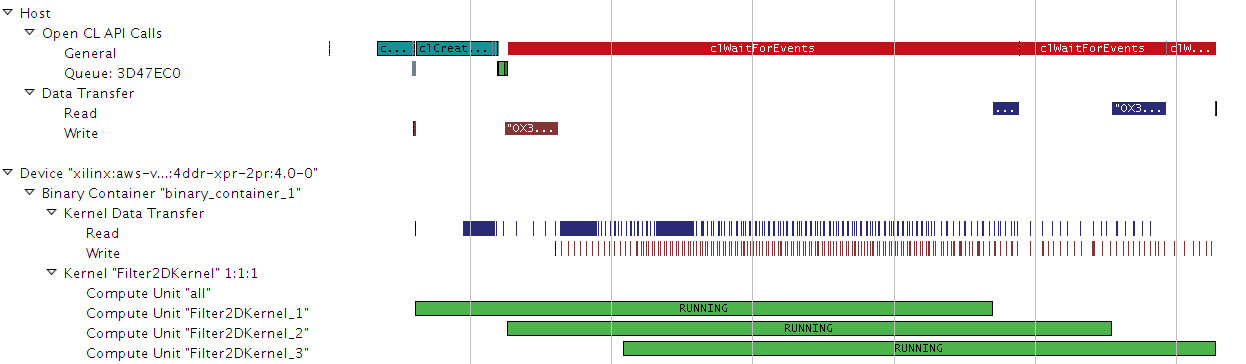 Host
Open CL API Calls
General c... clCreat... clWaitForEvents clWaitForEvents clW...
Queue: 3D47EC0
Data Transfer
Read ... "0X3...
Write "0X3...
Device "xilinx:aws-v...:4ddr-xpr-2pr:4.0-0"
Binary Container "binary_container_1"
Kernel Data Transfer
Read
Write
Kernel "Filter2DKernel" 1:1:1
Compute Unit "all"
Compute Unit "Filter2DKernel_1" RUNNING
Compute Unit "Filter2DKernel_2" RUNNING
Compute Unit "Filter2DKernel_3" RUNNING